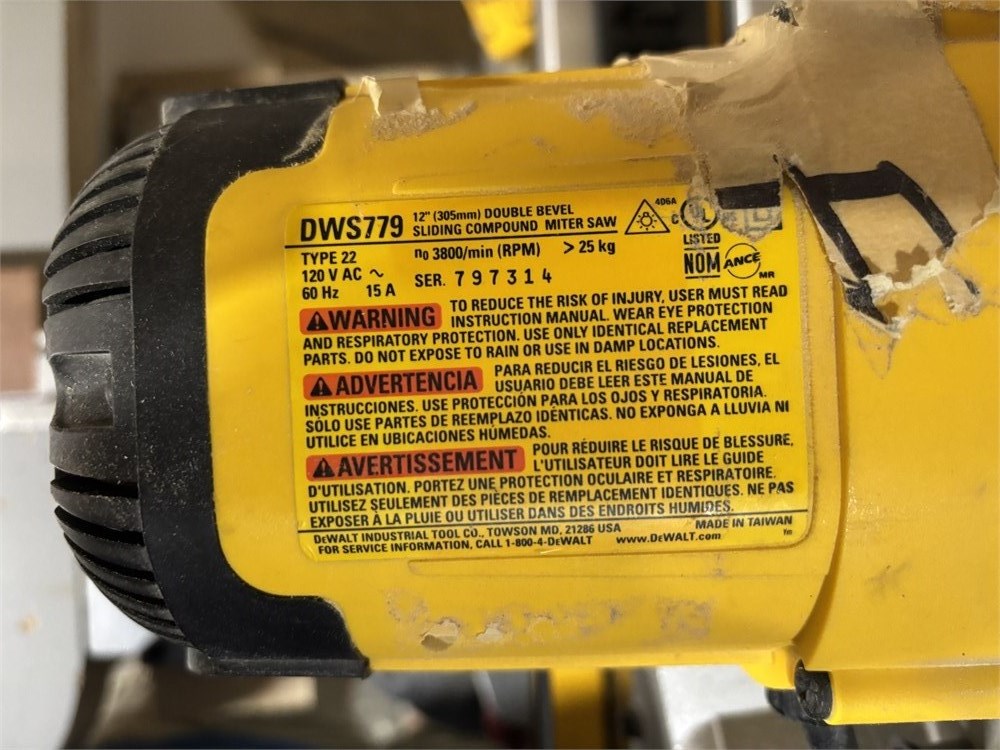 DWS779 12" (305mm) DOUBLE BEVEL
SLIDING COMPOUND MITER SAW
406A
C UL
LISTED
TYPE 22
n0 3800/min (RPM) > 25 kg
120 V AC ~
60 Hz 15 A
SER. 797314
NOM ANCE
MR
⚠WARNING TO REDUCE THE RISK OF INJURY, USER MUST READ
INSTRUCTION MANUAL. WEAR EYE PROTECTION
AND RESPIRATORY PROTECTION. USE ONLY IDENTICAL REPLACEMENT
PARTS. DO NOT EXPOSE TO RAIN OR USE IN DAMP LOCATIONS.
⚠ADVERTENCIA PARA REDUCIR EL RIESGO DE LESIONES, EL
USUARIO DEBE LEER ESTE MANUAL DE
INSTRUCCIONES. USE PROTECCIÓN PARA LOS OJOS Y RESPIRATORIA.
SÓLO USE PARTES DE REEMPLAZO IDÉNTICAS. NO EXPONGA A LLUVIA NI
UTILICE EN UBICACIONES HÚMEDAS.
⚠AVERTISSEMENT POUR RÉDUIRE LE RISQUE DE BLESSURE,
L'UTILISATEUR DOIT LIRE LE GUIDE
D'UTILISATION. PORTEZ UNE PROTECTION OCULAIRE ET RESPIRATOIRE.
UTILISEZ SEULEMENT DES PIÈCES DE REMPLACEMENT IDENTIQUES. NE PAS
EXPOSER À LA PLUIE OU UTILISER DANS DES ENDROITS HUMIDES.
DEWALT INDUSTRIAL TOOL CO., TOWSON MD, 21286 USA MADE IN TAIWAN
FOR SERVICE INFORMATION, CALL 1-800-4-DEWALT www.DEWALT.com